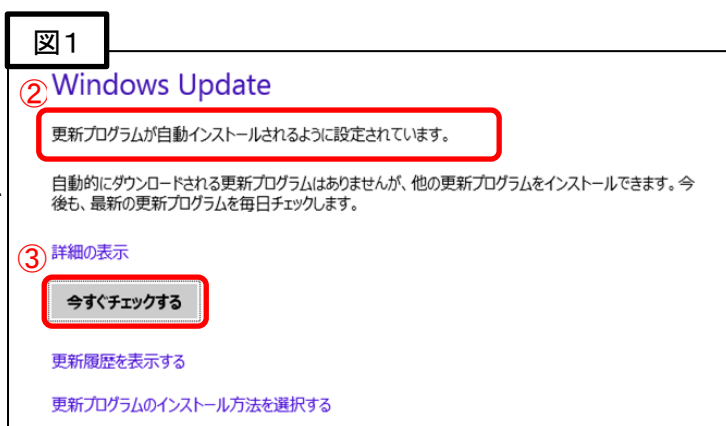 図1
② Windows Update
更新プログラムが自動インストールされるように設定されています。
自動的にダウンロードされる更新プログラムはありませんが、他の更新プログラムをインストールできます。今
後も、最新の更新プログラムを毎日チェックします。
③ 詳細の表示
今すぐチェックする
更新履歴を表示する
更新プログラムのインストール方法を選択する